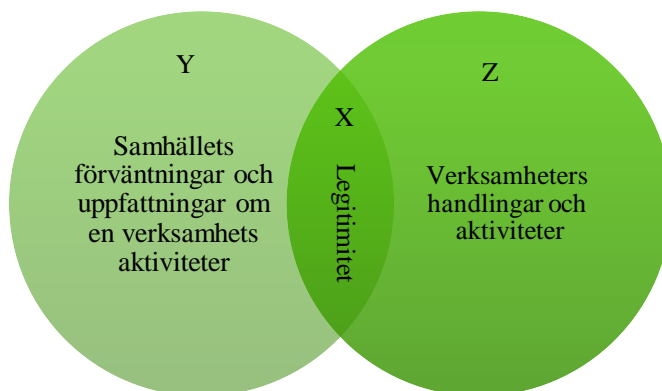 Y
Samhällets
förväntningar och
uppfattningar om
en verksamhets
aktiviteter
X
Legitimitet
Z
Verksamheters
handlingar och
aktiviteter